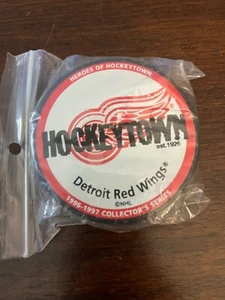 HEROES OF HOCKEYTOWN
HOCKEYTOWN
est. 1926
Detroit Red Wings®
©NHL
1996-1997 COLLECTOR'S SERIES